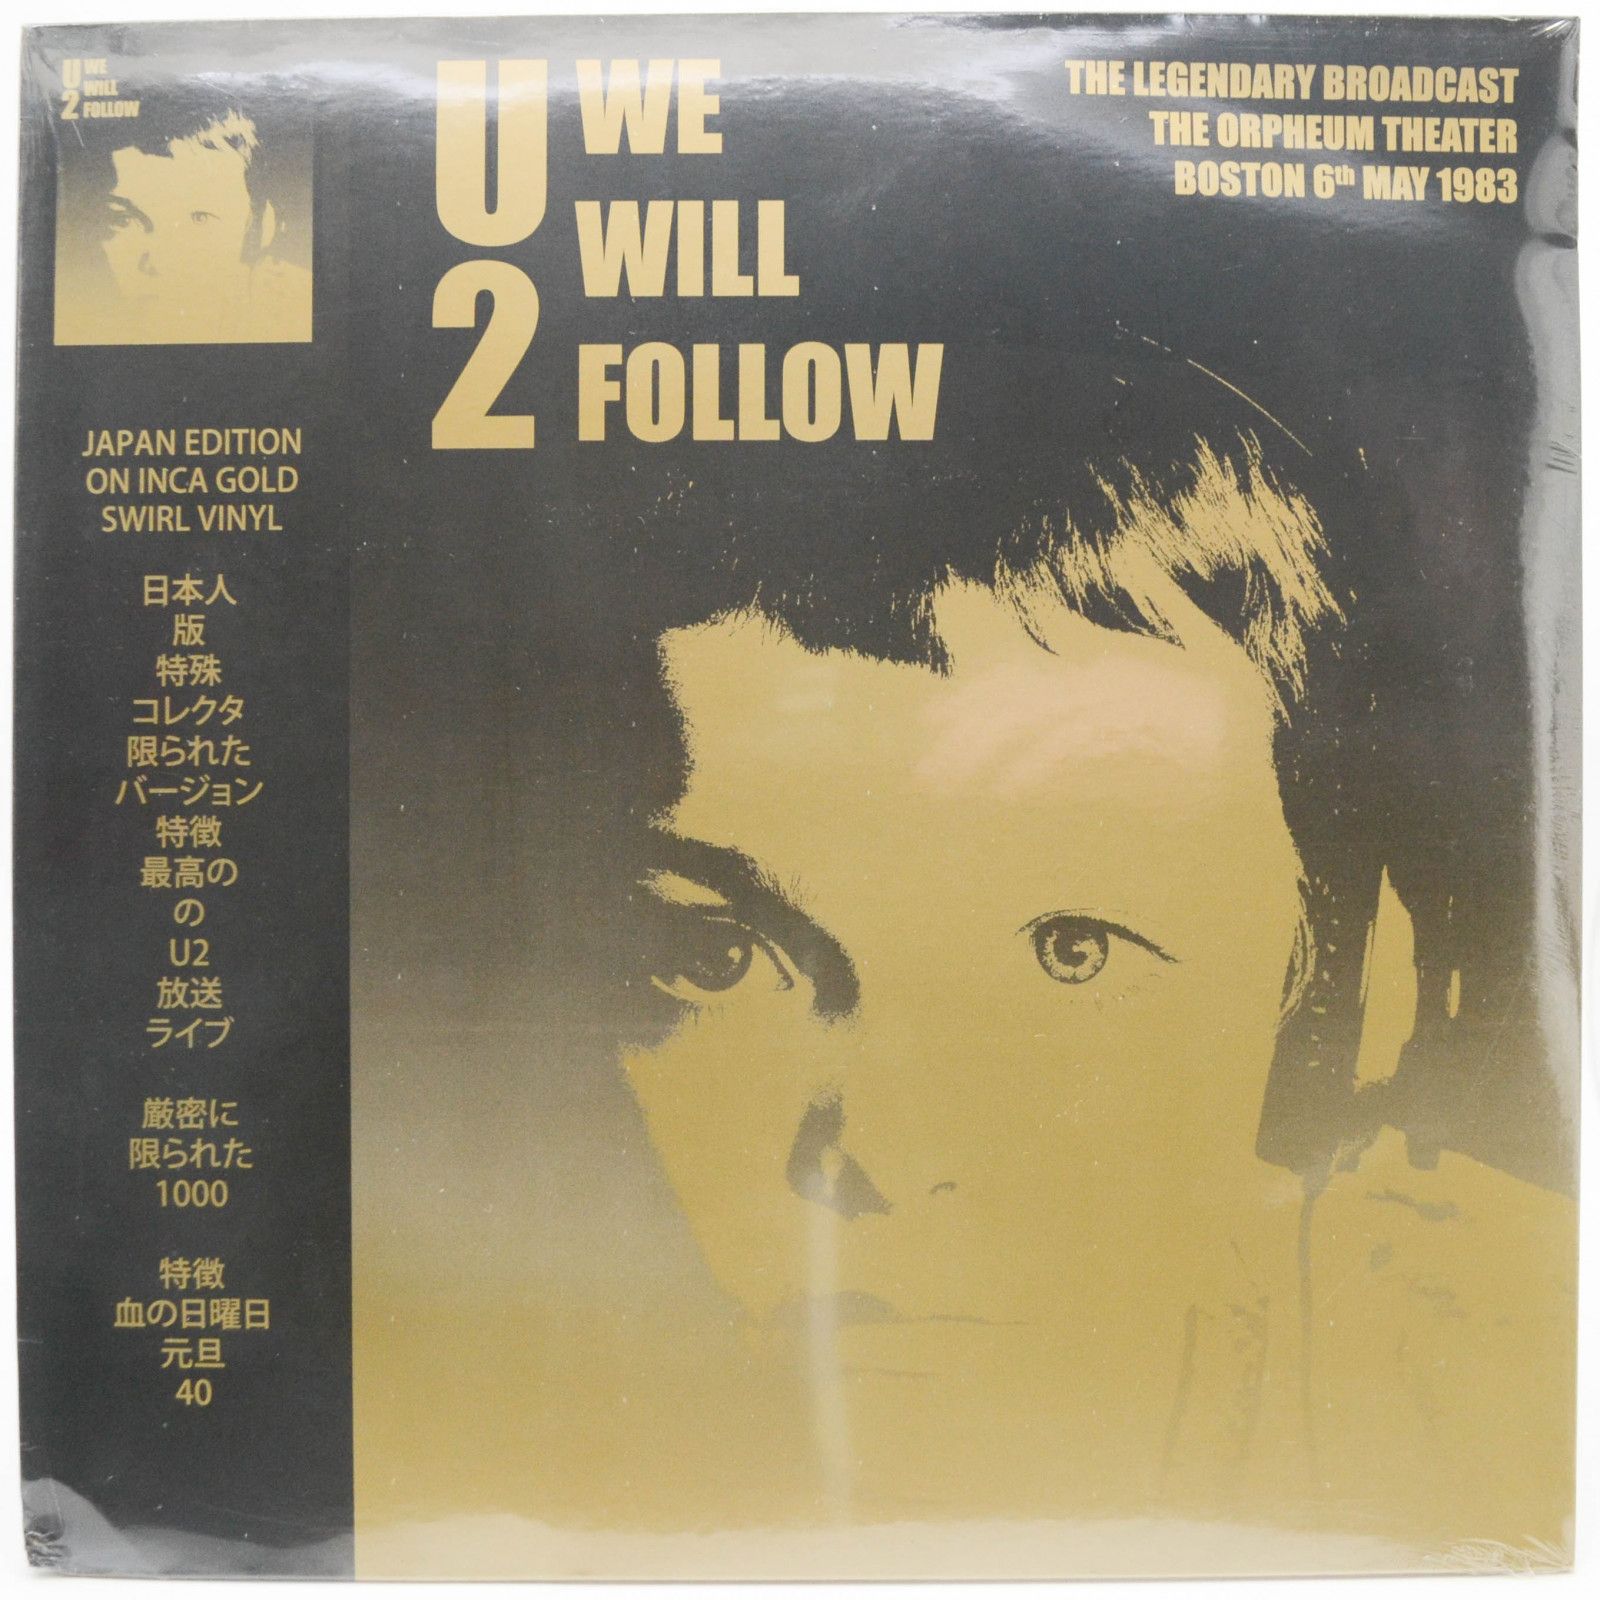 U2 WE
WILL
FOLLOW
JAPAN EDITION
ON INCA GOLD
SWIRL VINYL
日本人
版
特殊
コレクタ
限られた
バージョン
特徴
最高の
の
U2
放送
ライブ
厳密に
限られた
1000
特徴
血の日曜日
元旦
40
U2
WE
WILL
FOLLOW
THE LEGENDARY BROADCAST
THE ORPHEUM THEATER
BOSTON 6th MAY 1983